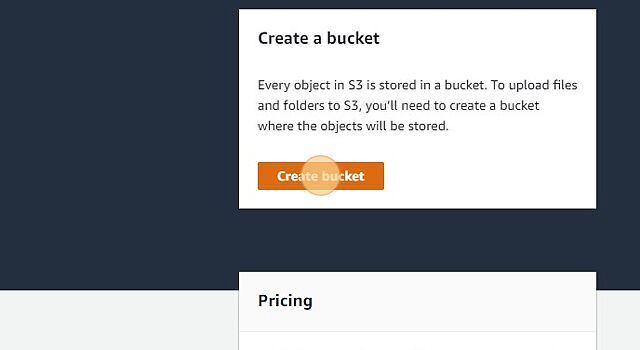 Create a bucket
Every object in S3 is stored in a bucket. To upload files
and folders to S3, you'll need to create a bucket
where the objects will be stored.
Create bucket
Pricing